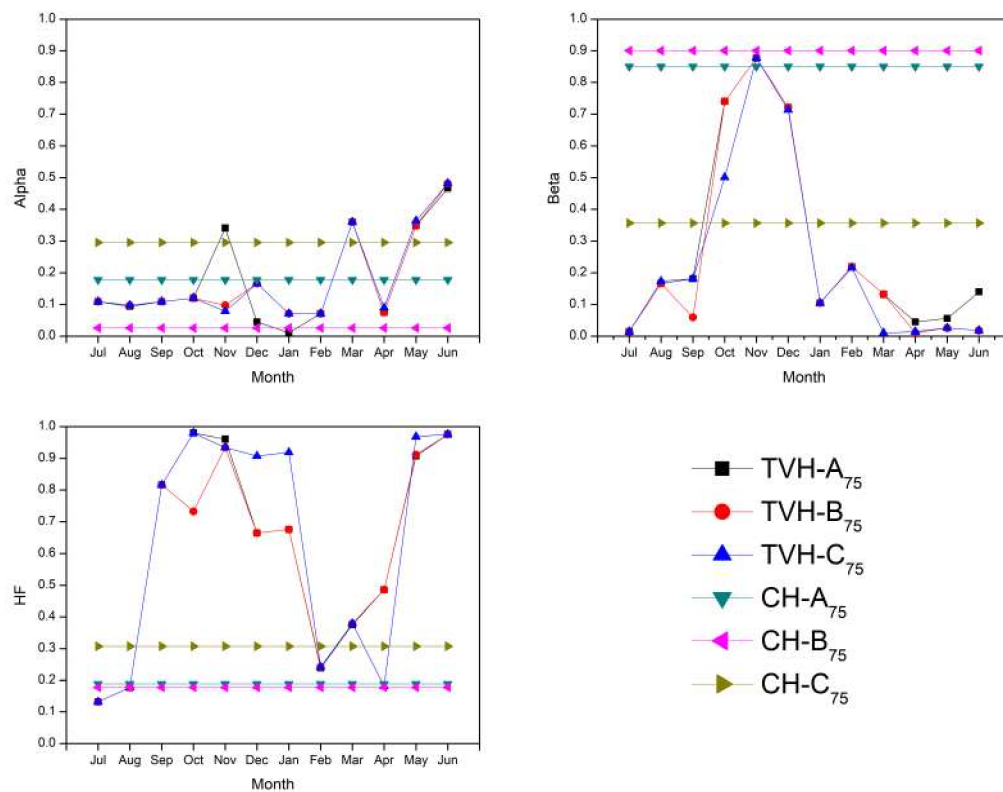 1.0
0.9
0.8
0.7
0.6
0.5
0.4
0.3
0.2
0.1
0.0
Alpha
Jul Aug Sep Oct Nov Dec Jan Feb Mar Apr May Jun
Month
1.0
0.9
0.8
0.7
0.6
0.5
0.4
0.3
0.2
0.1
0.0
Beta
Jul Aug Sep Oct Nov Dec Jan Feb Mar Apr May Jun
Month
1.0
0.9
0.8
0.7
0.6
0.5
0.4
0.3
0.2
0.1
0.0
HF
Jul Aug Sep Oct Nov Dec Jan Feb Mar Apr May Jun
Month
TVH-A75
TVH-B75
TVH-C75
CH-A75
CH-B75
CH-C75